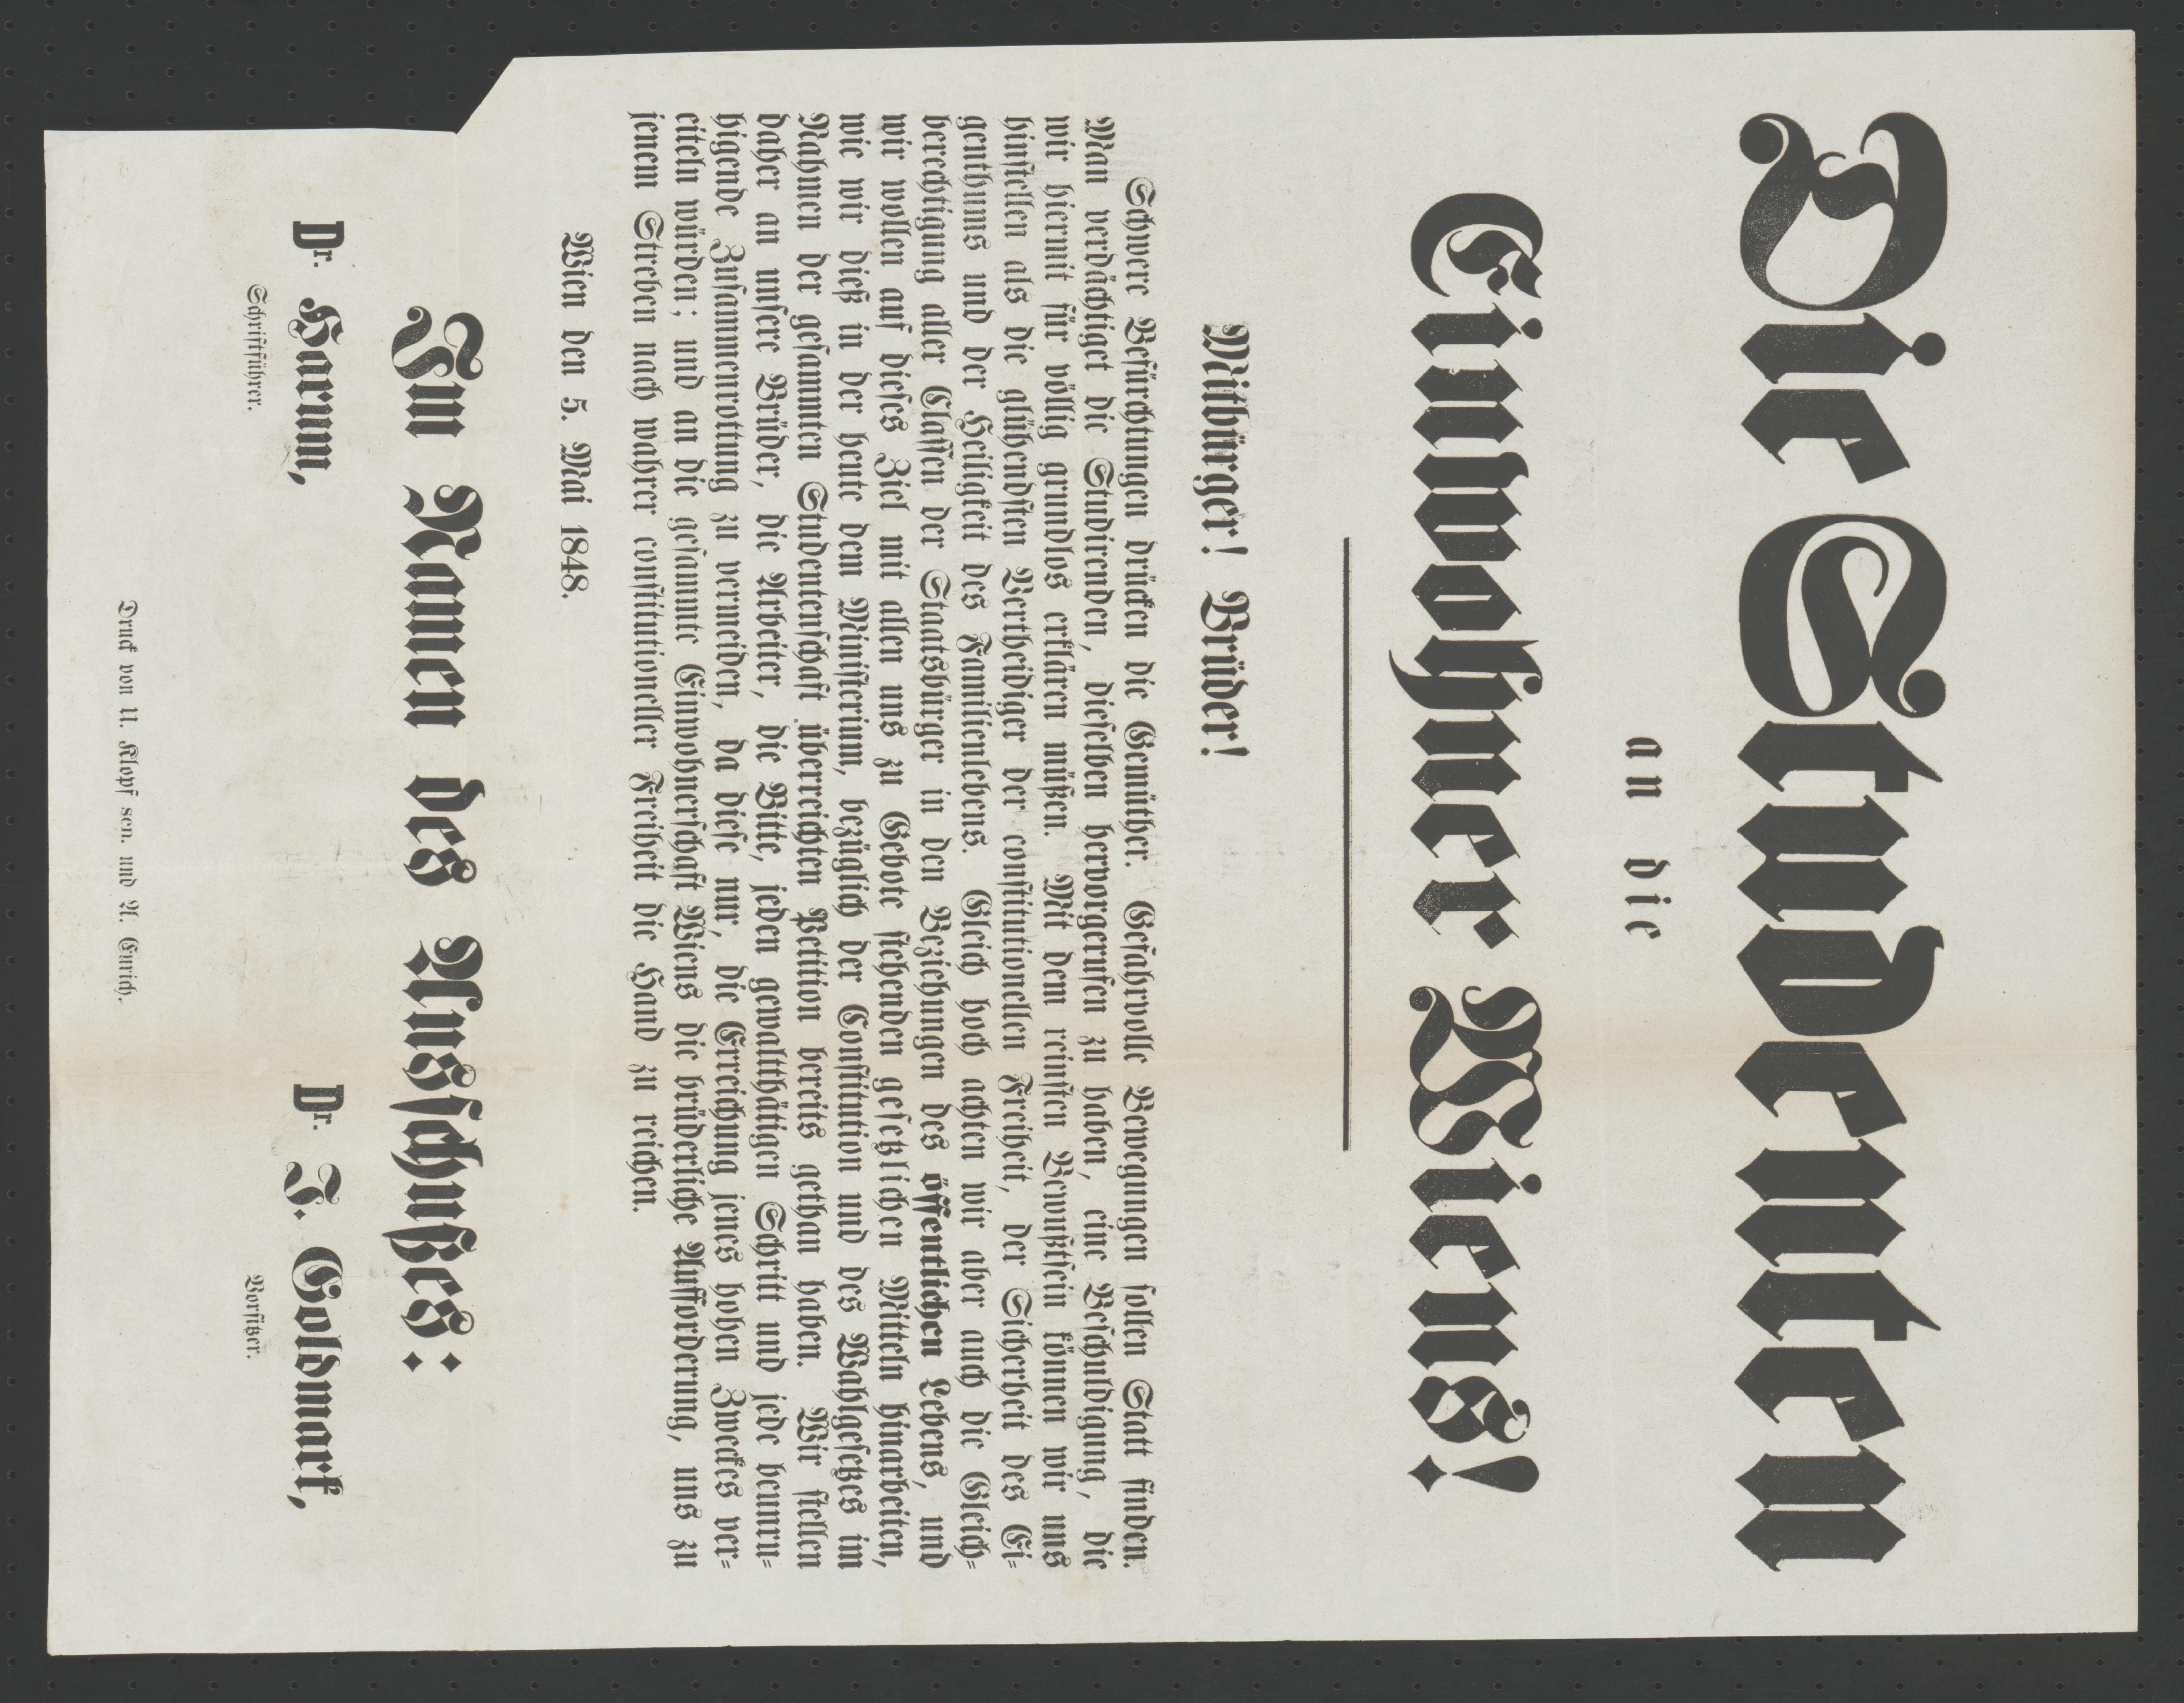 Die Studenten
an die
Einwohner Wiens!
Mitbürger! Brüder!
Schwere Befürchtungen drücken die Gemüther. Gefahrvolle Bewegungen sollen Statt finden.
Man verdächtiget die Studirenden, dieselben hervorgerufen zu haben, eine Beschuldigung, die
wir hiermit für völlig grundlos erklären müßen. Mit dem reinsten Bewußtsein können wir uns
hinstellen als die glühendsten Vertheidiger der constitutionellen Freiheit, der Sicherheit des Ei-
genthums und der Heiligkeit des Familienlebens. Gleich hoch achten wir aber auch die Gleich-
berechtigung aller Classen der Staatsbürger in den Beziehungen des öffentlichen Lebens, und
wir wollen auf dieses Ziel mit allen uns zu Gebote stehenden gesetzlichen Mitteln hinarbeiten,
wie wir dieß in der heute dem Ministerium, bezüglich der Constitution und des Wahlgesetzes im
Nahmen der gesammten Studentenschaft überreichten Petition bereits gethan haben. Wir stellen
daher an unsere Brüder, die Arbeiter, die Bitte, jeden gewaltthätigen Schritt und jede beunru-
higende Zusammenrottung zu vermeiden, da diese nur, die Erreichung jenes hohen Zweckes ver-
eiteln würden; und an die gesammte Einwohnerschaft Wiens die brüderliche Aufforderung, uns zu
jenem Streben nach wahrer constitutioneller Freiheit die Hand zu reichen.
Wien den 5. Mai 1848.
Im Namen des Ausschußes:
Dr. Harum, Dr. J. Goldmark,
Schriftführer. Vorsitzer.
Druck von U. Klopf sen. und A. Eurich.